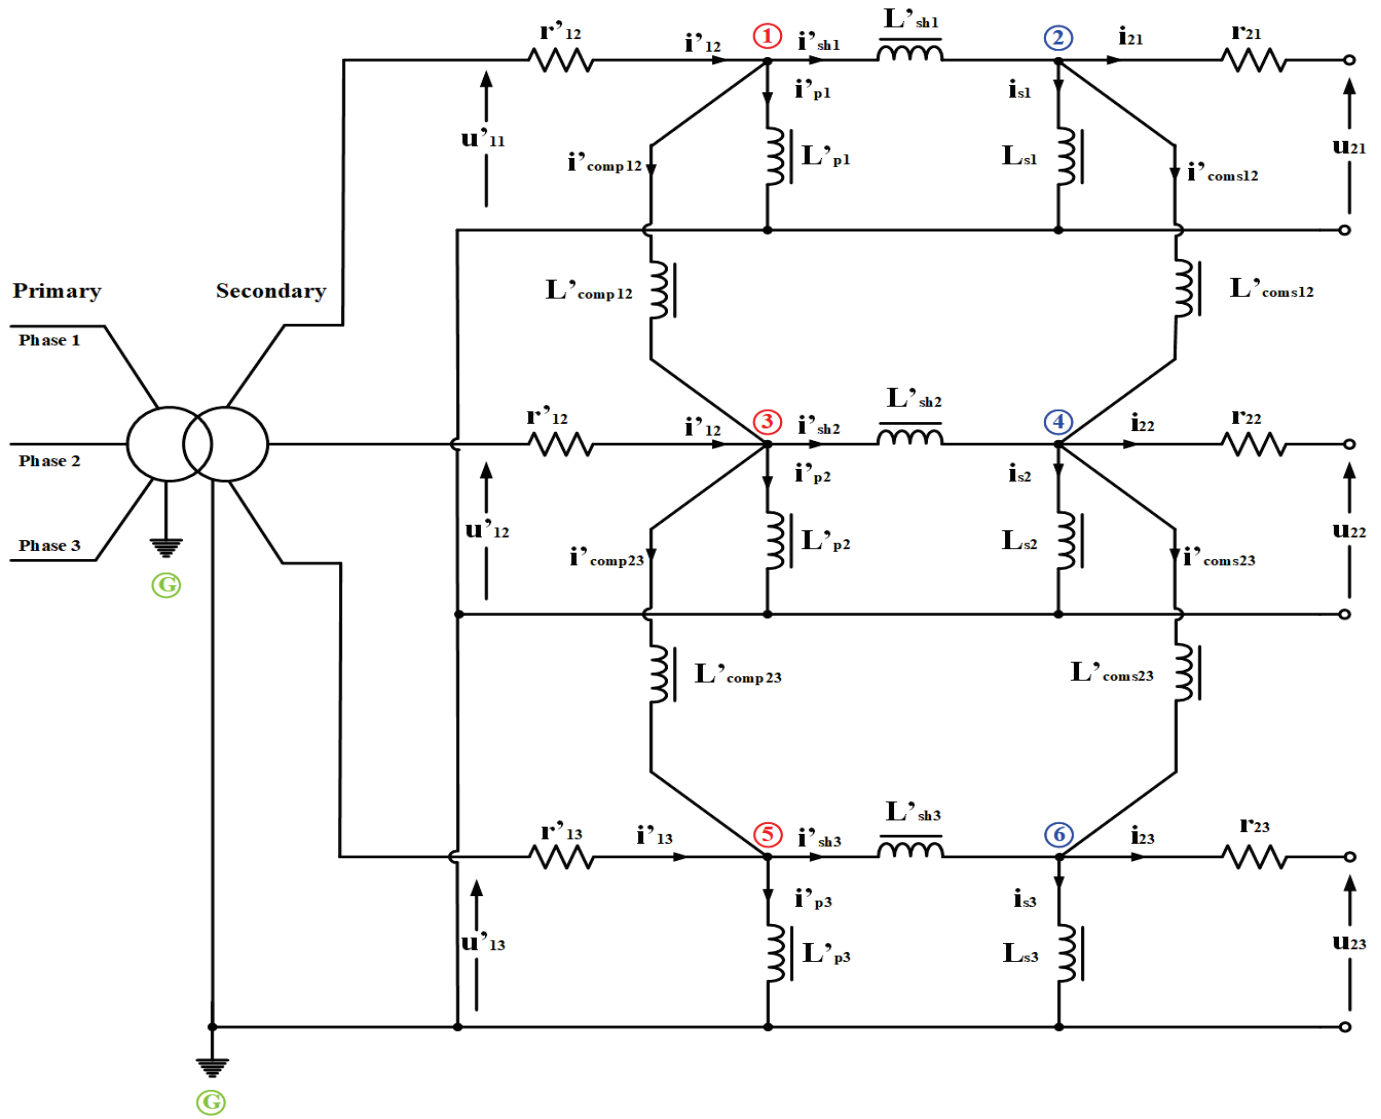 L’sh1
r’12
i’12
1
i’sh1
2
i21
r21
i’p1
is1
u’11
i’comp12
L’p1
Ls1
i’coms12
u21
Primary
Secondary
L’comp12
L’coms12
Phase 1
L’sh2
r’12
i’12
3
i’sh2
4
i22
r22
Phase 2
i’p2
is2
u’12
i’comp23
L’p2
Ls2
i’coms23
u22
Phase 3
G
L’comp23
L’coms23
L’sh3
r’13
i’13
5
i’sh3
6
i23
r23
i’p3
is3
u’13
L’p3
Ls3
u23
G